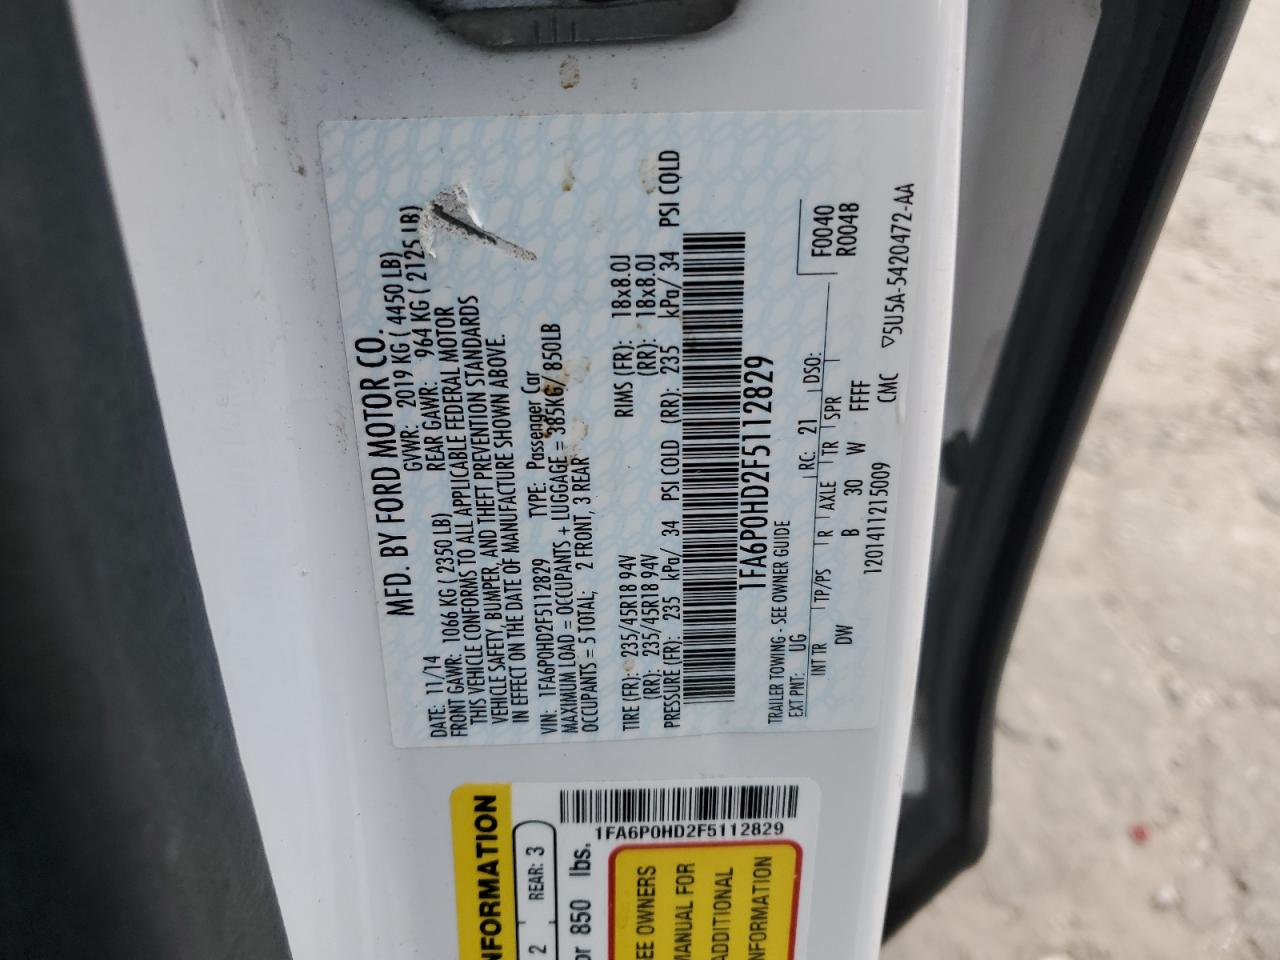 MFD. BY FORD MOTOR CO.
DATE: 11/14 GVWR: 2019 KG ( 4450 LB)
FRONT GAWR: 1066 KG ( 2350 LB) REAR GAWR: 964 KG ( 2125 LB)
THIS VEHICLE CONFORMS TO ALL APPLICABLE FEDERAL MOTOR
VEHICLE SAFETY, BUMPER, AND THEFT PREVENTION STANDARDS
IN EFFECT ON THE DATE OF MANUFACTURE SHOWN ABOVE.
VIN: 1FA6P0HD2F5112829 TYPE: Passenger Car
MAXIMUM LOAD = OCCUPANTS + LUGGAGE = 385KG/ 850LB
OCCUPANTS = 5 TOTAL; 2 FRONT, 3 REAR
TIRE (FR): 235/45R18 94V RIMS (FR): 18x8.0J
(RR): 235/45R18 94V (RR): 18x8.0J
PRESSURE (FR): 235 kPa/ 34 PSI COLD (RR): 235 kPa/ 34 PSI COLD
1FA6P0HD2F5112829
TRAILER TOWING - SEE OWNER GUIDE
EXT PNT: UG RC: 21 DSO: F0040
R0048
INT TR TP/PS R AXLE TR SPR
DW B 30 W FFF
120141121​5009 CMC ▽5U5A-5420472-AA
NFORMATION
2 REAR: 3
or 850 lbs.
1FA6P0HD2F5112829
EE OWNERS
MANUAL FOR
ADDITIONAL
NFORMATION